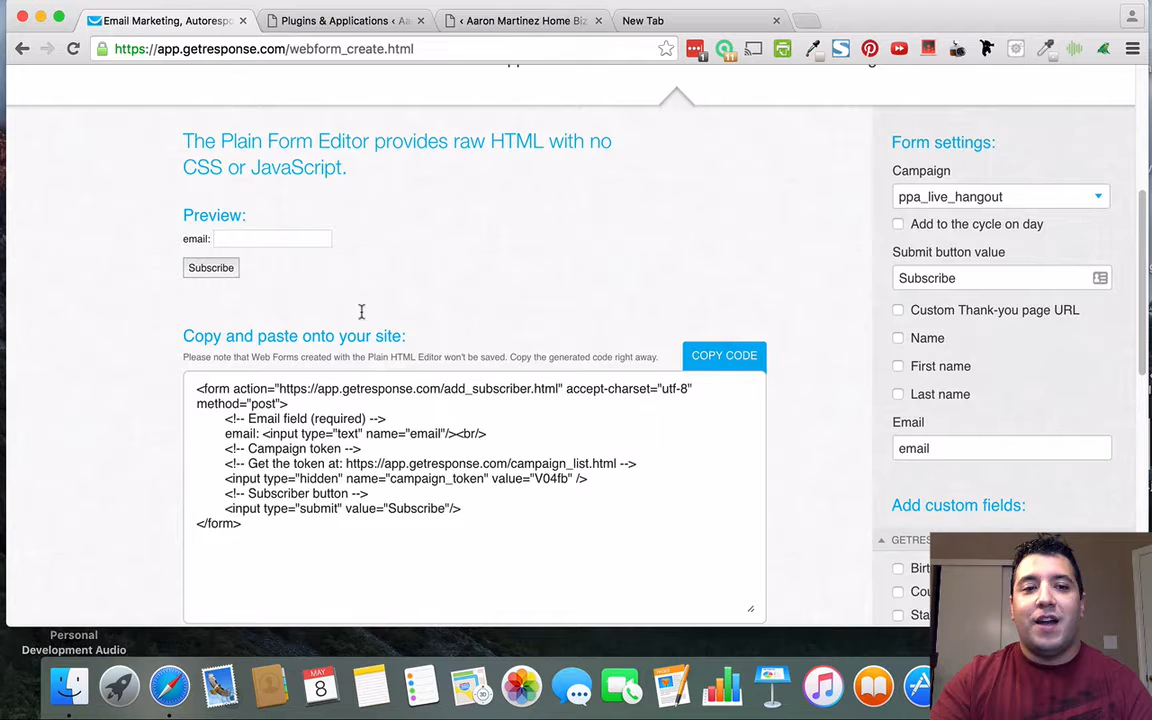 Email Marketing, Autorespo
Plugins & Applications ‹ Aa
‹ Aaron Martinez Home Biz
New Tab
https://app.getresponse.com/webform_create.html
The Plain Form Editor provides raw HTML with no
CSS or JavaScript.
Preview:
email:
Subscribe
Copy and paste onto your site:
Please note that Web Forms created with the Plain HTML Editor won't be saved. Copy the generated code right away.
COPY CODE
<form action="https://app.getresponse.com/add_subscriber.html" accept-charset="utf-8"
method="post">
<!-- Email field (required) -->
email: <input type="text" name="email"/><br/>
<!-- Campaign token -->
<!-- Get the token at: https://app.getresponse.com/campaign_list.html -->
<input type="hidden" name="campaign_token" value="V04fb" />
<!-- Subscriber button -->
<input type="submit" value="Subscribe"/>
</form>
Form settings:
Campaign
ppa_live_hangout
Add to the cycle on day
Submit button value
Subscribe
Custom Thank-you page URL
Name
First name
Last name
Email
email
Add custom fields:
GETRES
Birt
Cou
Sta
Personal
Development Audio
MAY
8